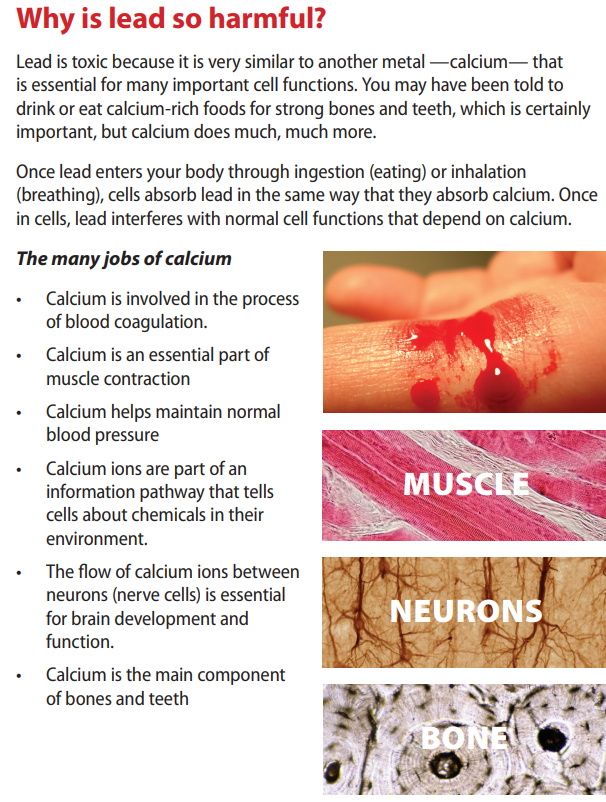 Why is lead so harmful?
Lead is toxic because it is very similar to another metal —calcium— that
is essential for many important cell functions. You may have been told to
drink or eat calcium-rich foods for strong bones and teeth, which is certainly
important, but calcium does much, much more.
Once lead enters your body through ingestion (eating) or inhalation
(breathing), cells absorb lead in the same way that they absorb calcium. Once
in cells, lead interferes with normal cell functions that depend on calcium.
The many jobs of calcium
• Calcium is involved in the process
of blood coagulation.
• Calcium is an essential part of
muscle contraction
• Calcium helps maintain normal
blood pressure
• Calcium ions are part of an
information pathway that tells
cells about chemicals in their
environment.
• The flow of calcium ions between
neurons (nerve cells) is essential
for brain development and
function.
• Calcium is the main component
of bones and teeth
MUSCLE
NEURONS
BONE